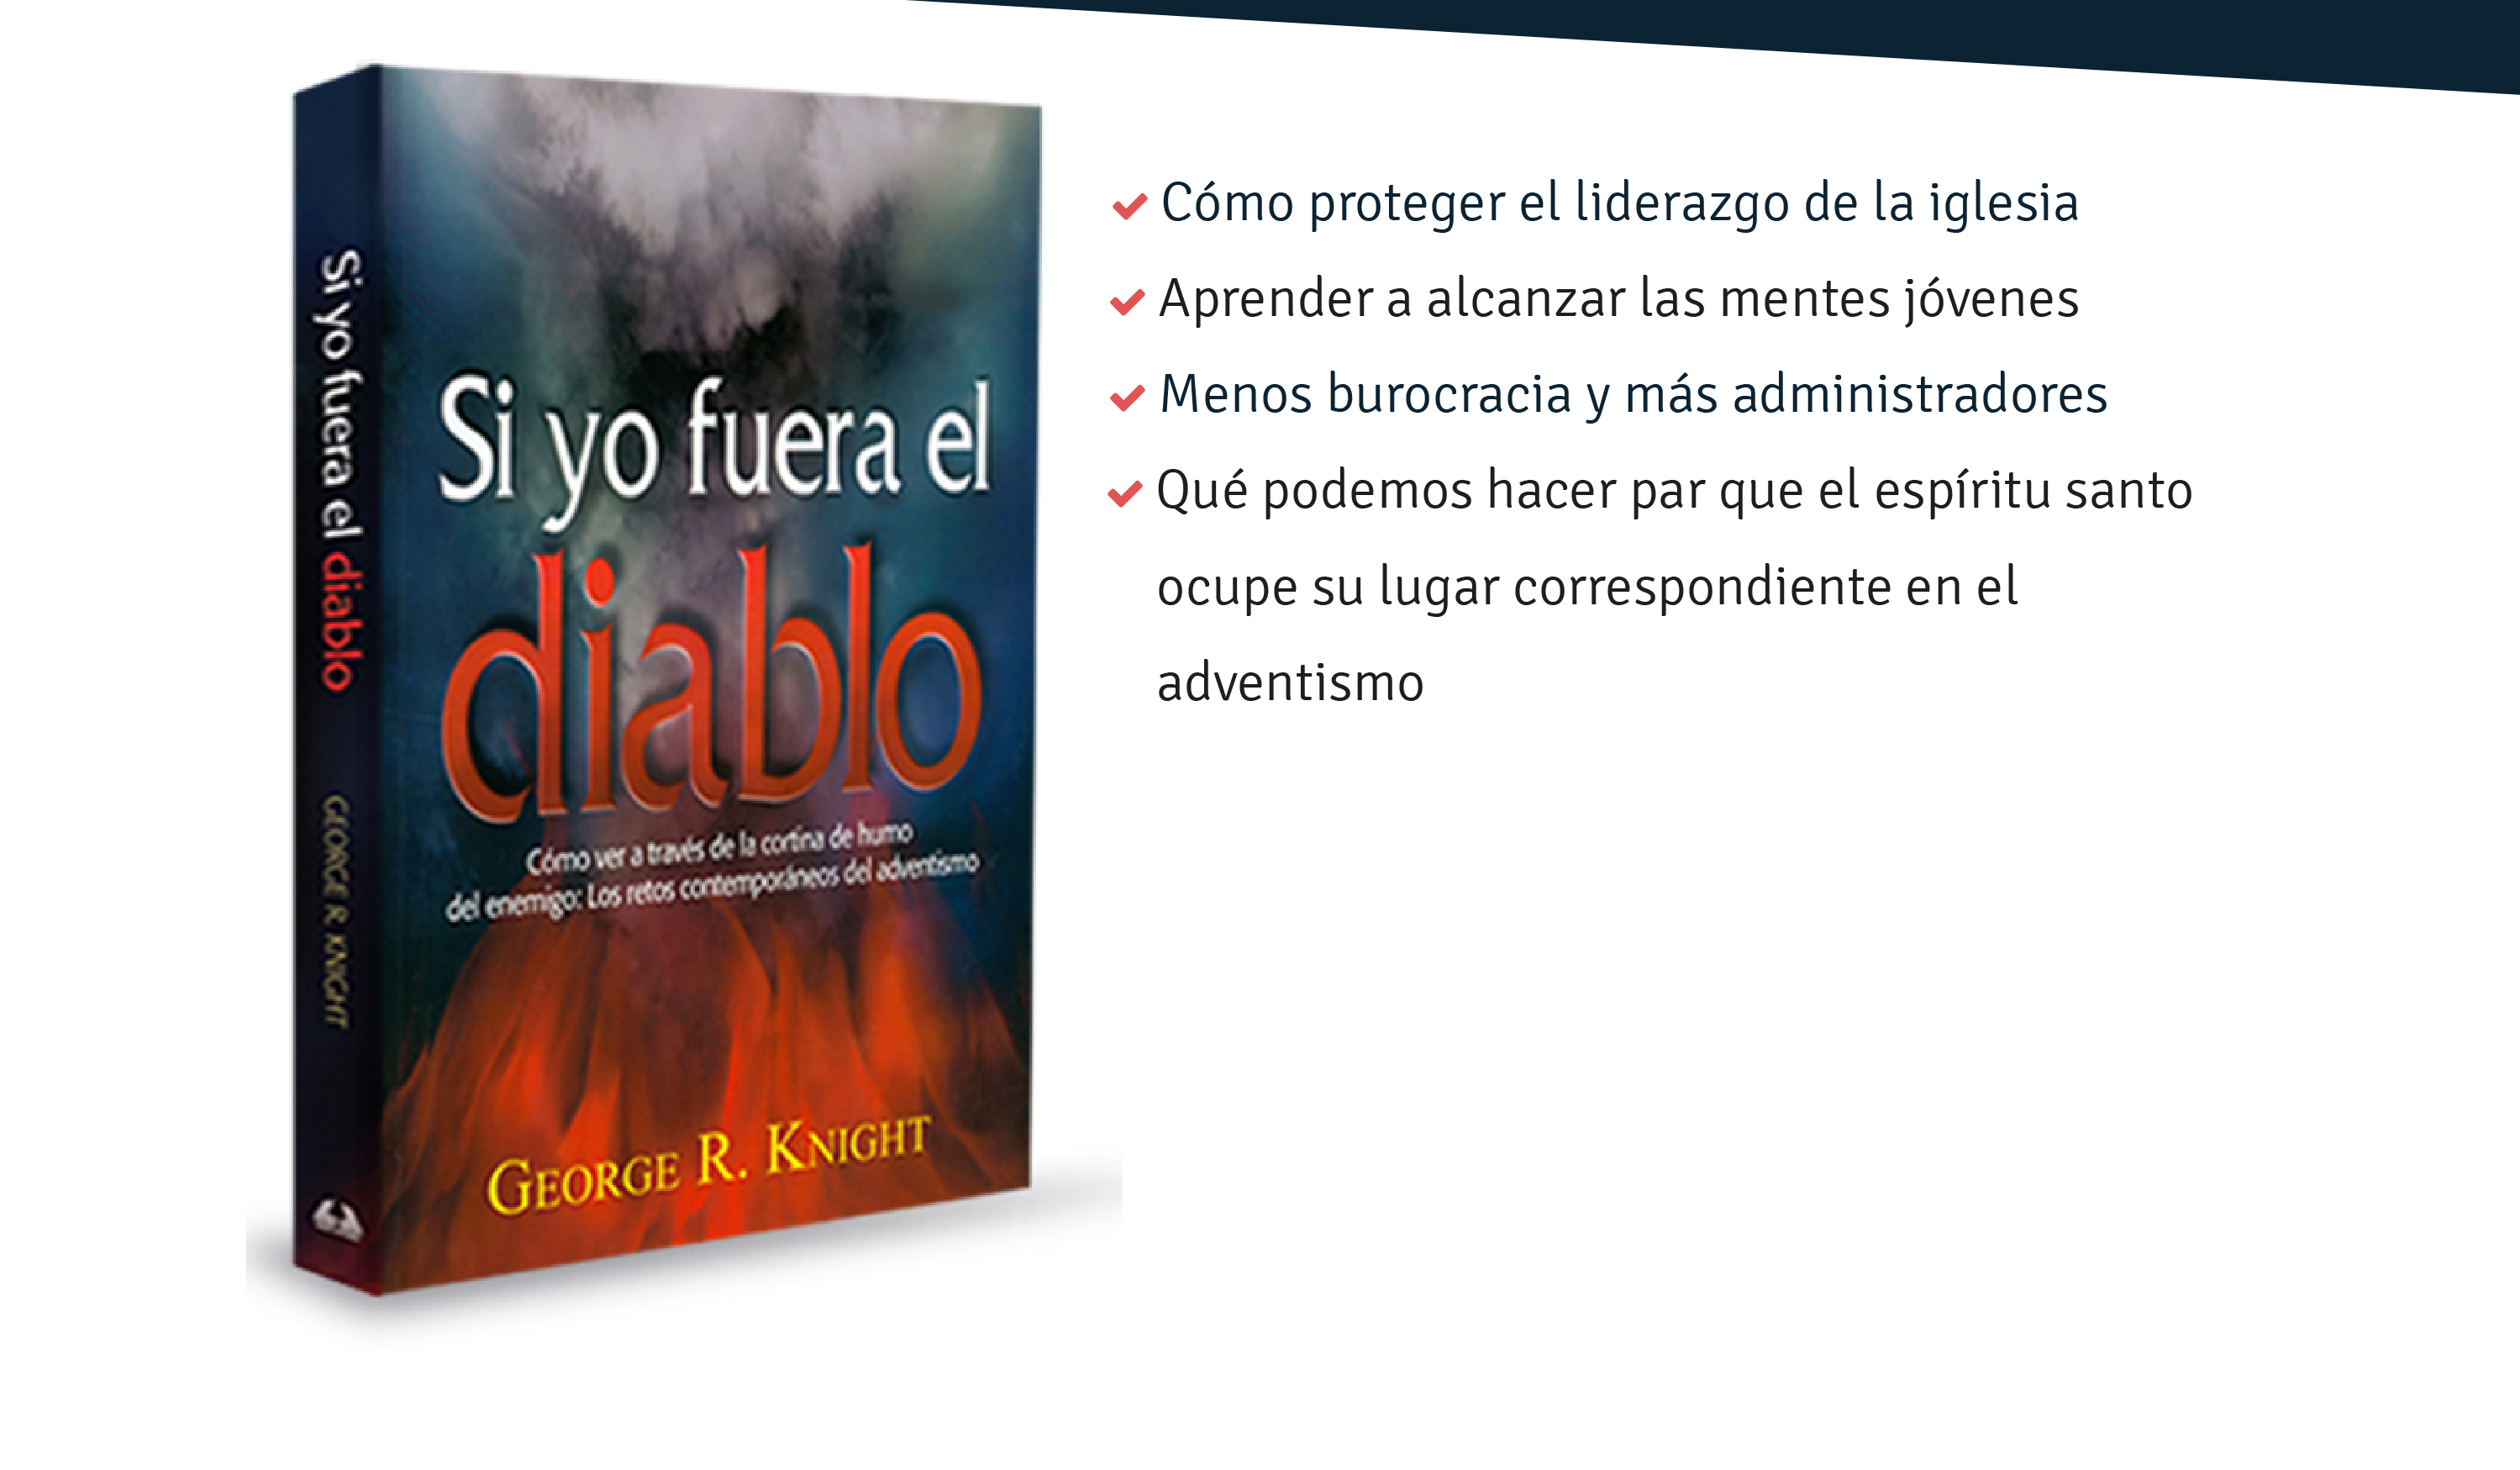 Si yo fuera el diablo
GEORGE R. KNIGHT
Si yo fuera el
diablo
Cómo ver a través de la cortina de humo
del enemigo: Los retos contemporáneos del adventismo
GEORGE R. KNIGHT
Cómo proteger el liderazgo de la iglesia
Aprender a alcanzar las mentes jóvenes
Menos burocracia y más administradores
Qué podemos hacer par que el espíritu santo
ocupe su lugar correspondiente en el
adventismo